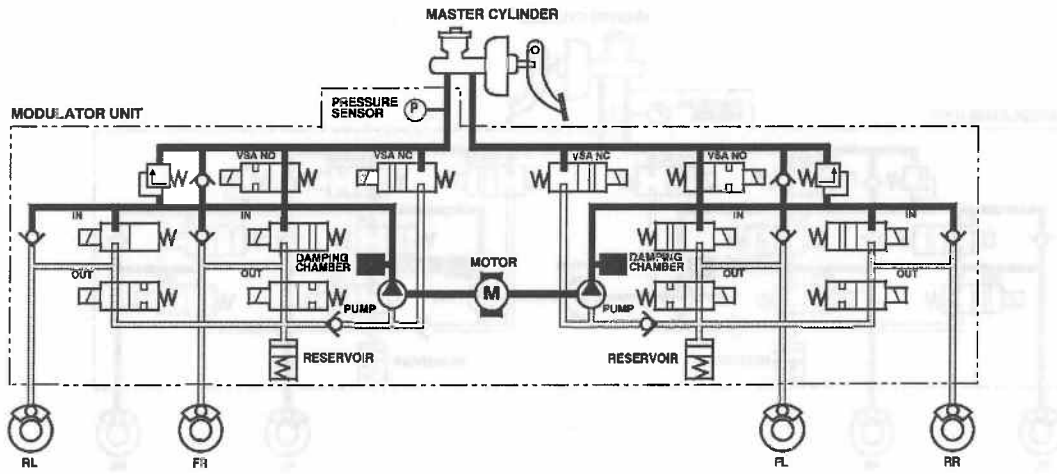 MASTER CYLINDER
PRESSURE
SENSOR
P
MODULATOR UNIT
VSA NO
VSA NC
VSA NC
VSA NO
IN
IN
IN
IN
DAMPING
CHAMBER
MOTOR
DAMPING
CHAMBER
OUT
OUT
OUT
OUT
M
PUMP
PUMP
RESERVOIR
RESERVOIR
RL
FR
FL
RR